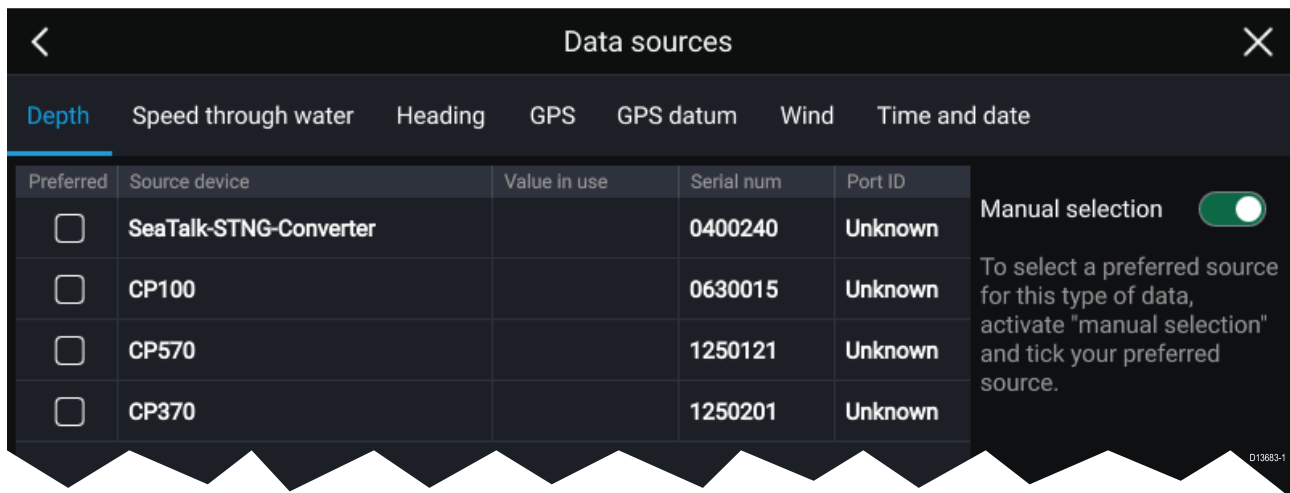 Data sources
Depth Speed through water Heading GPS GPS datum Wind Time and date
Preferred Source device Value in use Serial num Port ID
SeaTalk-STNG-Converter 0400240 Unknown
CP100 0630015 Unknown
CP570 1250121 Unknown
CP370 1250201 Unknown
Manual selection
To select a preferred source
for this type of data,
activate "manual selection"
and tick your preferred
source.
D13683-1